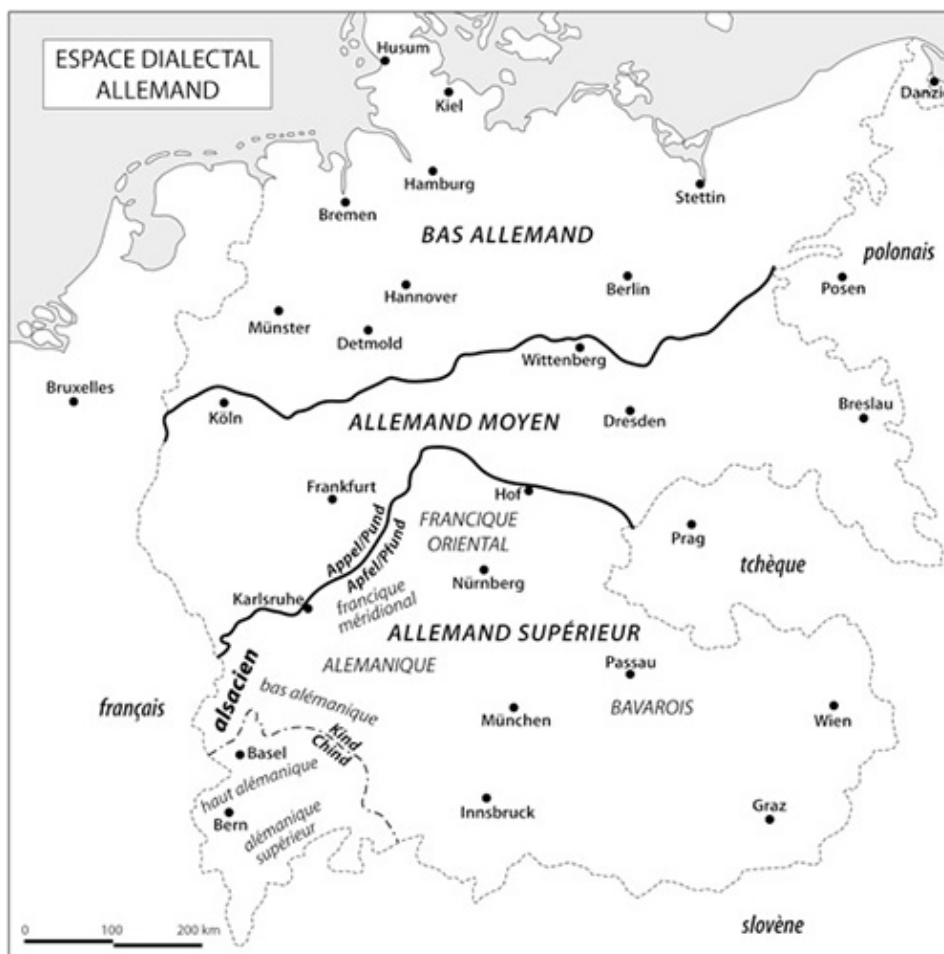 ESPACE DIALECTAL
ALLEMAND
Husum
Kiel
Danzi
Hamburg
Stettin
Bremen
BAS ALLEMAND
polonais
Berlin
Posen
Hannover
Münster
Detmold
Wittenberg
Bruxelles
Köln
ALLEMAND MOYEN
Dresden
Breslau
Frankfurt
Hof
Appel/Pund
Apfel/Pfund
FRANCIQUE
ORIENTAL
Prag
tchèque
Nürnberg
Karlsruhe
francique
méridional
ALLEMAND SUPÉRIEUR
ALEMANIQUE
Passau
français
alsacien
bas alémanique
München
BAVAROIS
Wien
Kind
Chind
Basel
haut alémanique
Bern
alémanique
supérieur
Innsbruck
Graz
slovène
0 100 200 km